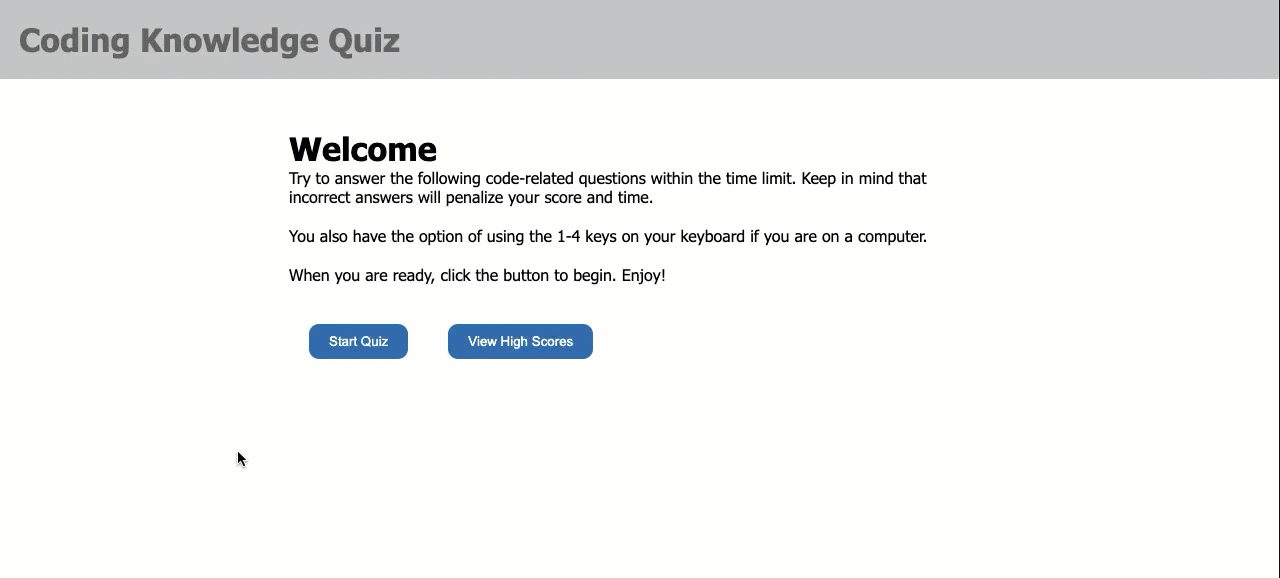 Coding Knowledge Quiz
Welcome
Try to answer the following code-related questions within the time limit. Keep in mind that
incorrect answers will penalize your score and time.
You also have the option of using the 1-4 keys on your keyboard if you are on a computer.
When you are ready, click the button to begin. Enjoy!
Start Quiz
View High Scores